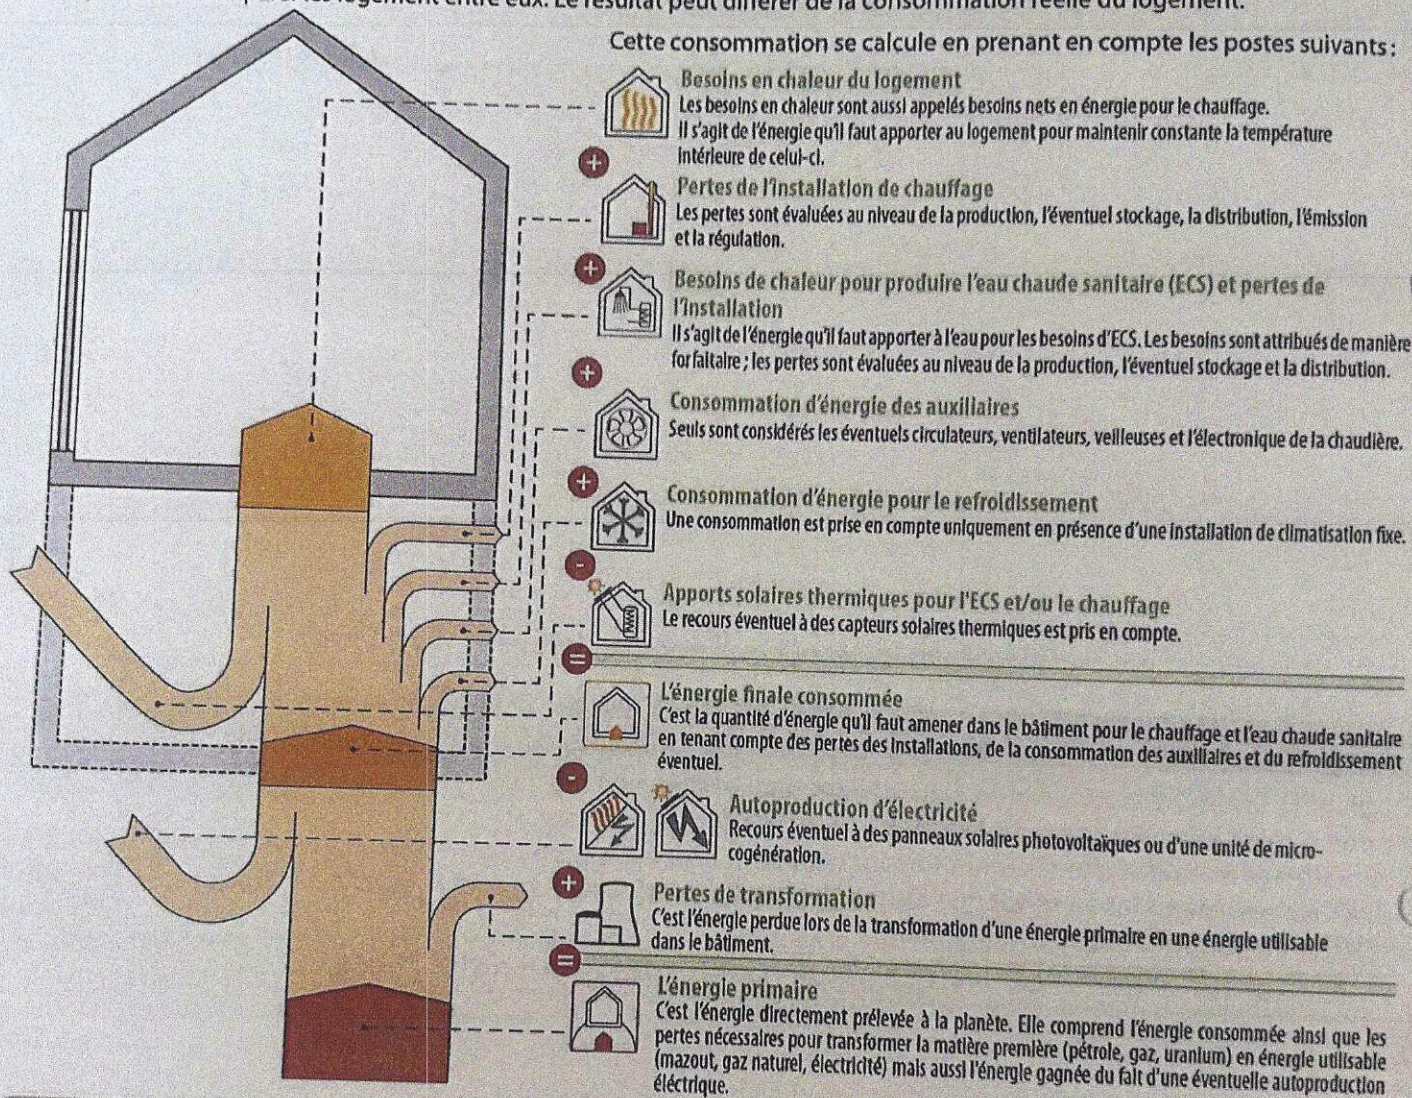 logement entre eux. Le résultat peut différer de la consommation réelle du logement.
Cette consommation se calcule en prenant en compte les postes suivants :
Besoins en chaleur du logement
Les besoins en chaleur sont aussi appelés besoins nets en énergie pour le chauffage.
Il s'agit de l'énergie qu'il faut apporter au logement pour maintenir constante la température
intérieure de celui-ci.
+
Pertes de l'installation de chauffage
Les pertes sont évaluées au niveau de la production, l'éventuel stockage, la distribution, l'émission
et la régulation.
+
Besoins de chaleur pour produire l'eau chaude sanitaire (ECS) et pertes de
l'installation
Il s'agit de l'énergie qu'il faut apporter à l'eau pour les besoins d'ECS. Les besoins sont attribués de manière
forfaitaire ; les pertes sont évaluées au niveau de la production, l'éventuel stockage et la distribution.
+
Consommation d'énergie des auxiliaires
Seuls sont considérés les éventuels circulateurs, ventilateurs, veilleuses et l'électronique de la chaudière.
+
Consommation d'énergie pour le refroidissement
Une consommation est prise en compte uniquement en présence d'une installation de climatisation fixe.
-
Apports solaires thermiques pour l'ECS et/ou le chauffage
Le recours éventuel à des capteurs solaires thermiques est pris en compte.
=
L'énergie finale consommée
C'est la quantité d'énergie qu'il faut amener dans le bâtiment pour le chauffage et l'eau chaude sanitaire
en tenant compte des pertes des installations, de la consommation des auxiliaires et du refroidissement
éventuel.
-
Autoproduction d'électricité
Recours éventuel à des panneaux solaires photovoltaïques ou d'une unité de micro-
cogénération.
+
Pertes de transformation
C'est l'énergie perdue lors de la transformation d'une énergie primaire en une énergie utilisable
dans le bâtiment.
=
L'énergie primaire
C'est l'énergie directement prélevée à la planète. Elle comprend l'énergie consommée ainsi que les
pertes nécessaires pour transformer la matière première (pétrole, gaz, uranium) en énergie utilisable
(mazout, gaz naturel, électricité) mais aussi l'énergie gagnée du fait d'une éventuelle autoproduction
éléctrique.